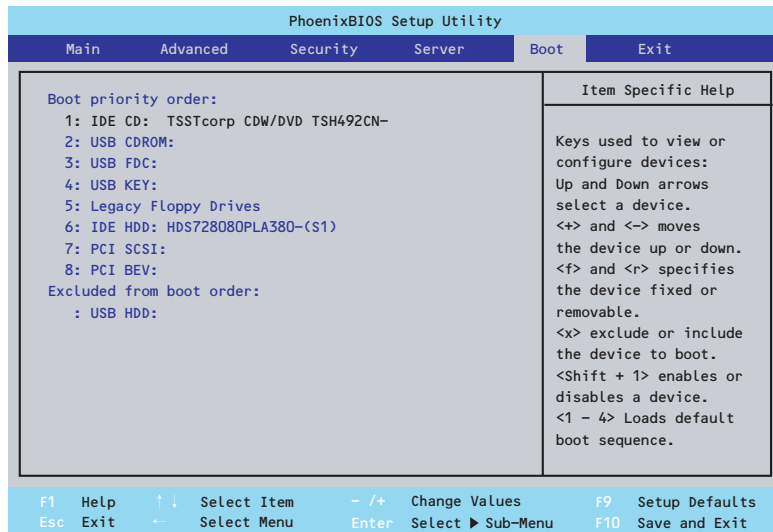 PhoenixBIOS Setup Utility
Main Advanced Security Server Boot Exit
Boot priority order:
1: IDE CD: TSSTcorp CDW/DVD TSH492CN-
2: USB CDROM:
3: USB FDC:
4: USB KEY:
5: Legacy Floppy Drives
6: IDE HDD: HDS728080PLA380-(S1)
7: PCI SCSI:
8: PCI BEV:
Excluded from boot order:
: USB HDD:
Item Specific Help
Keys used to view or
configure devices:
Up and Down arrows
select a device.
<+> and <-> moves
the device up or down.
<f> and <r> specifies
the device fixed or
removable.
<x> exclude or include
the device to boot.
<Shift + 1> enables or
disables a device.
<1 - 4> Loads default
boot sequence.
F1 Help ↑↓ Select Item - /+ Change Values F9 Setup Defaults
Esc Exit ← Select Menu Enter Select ▶ Sub-Menu F10 Save and Exit